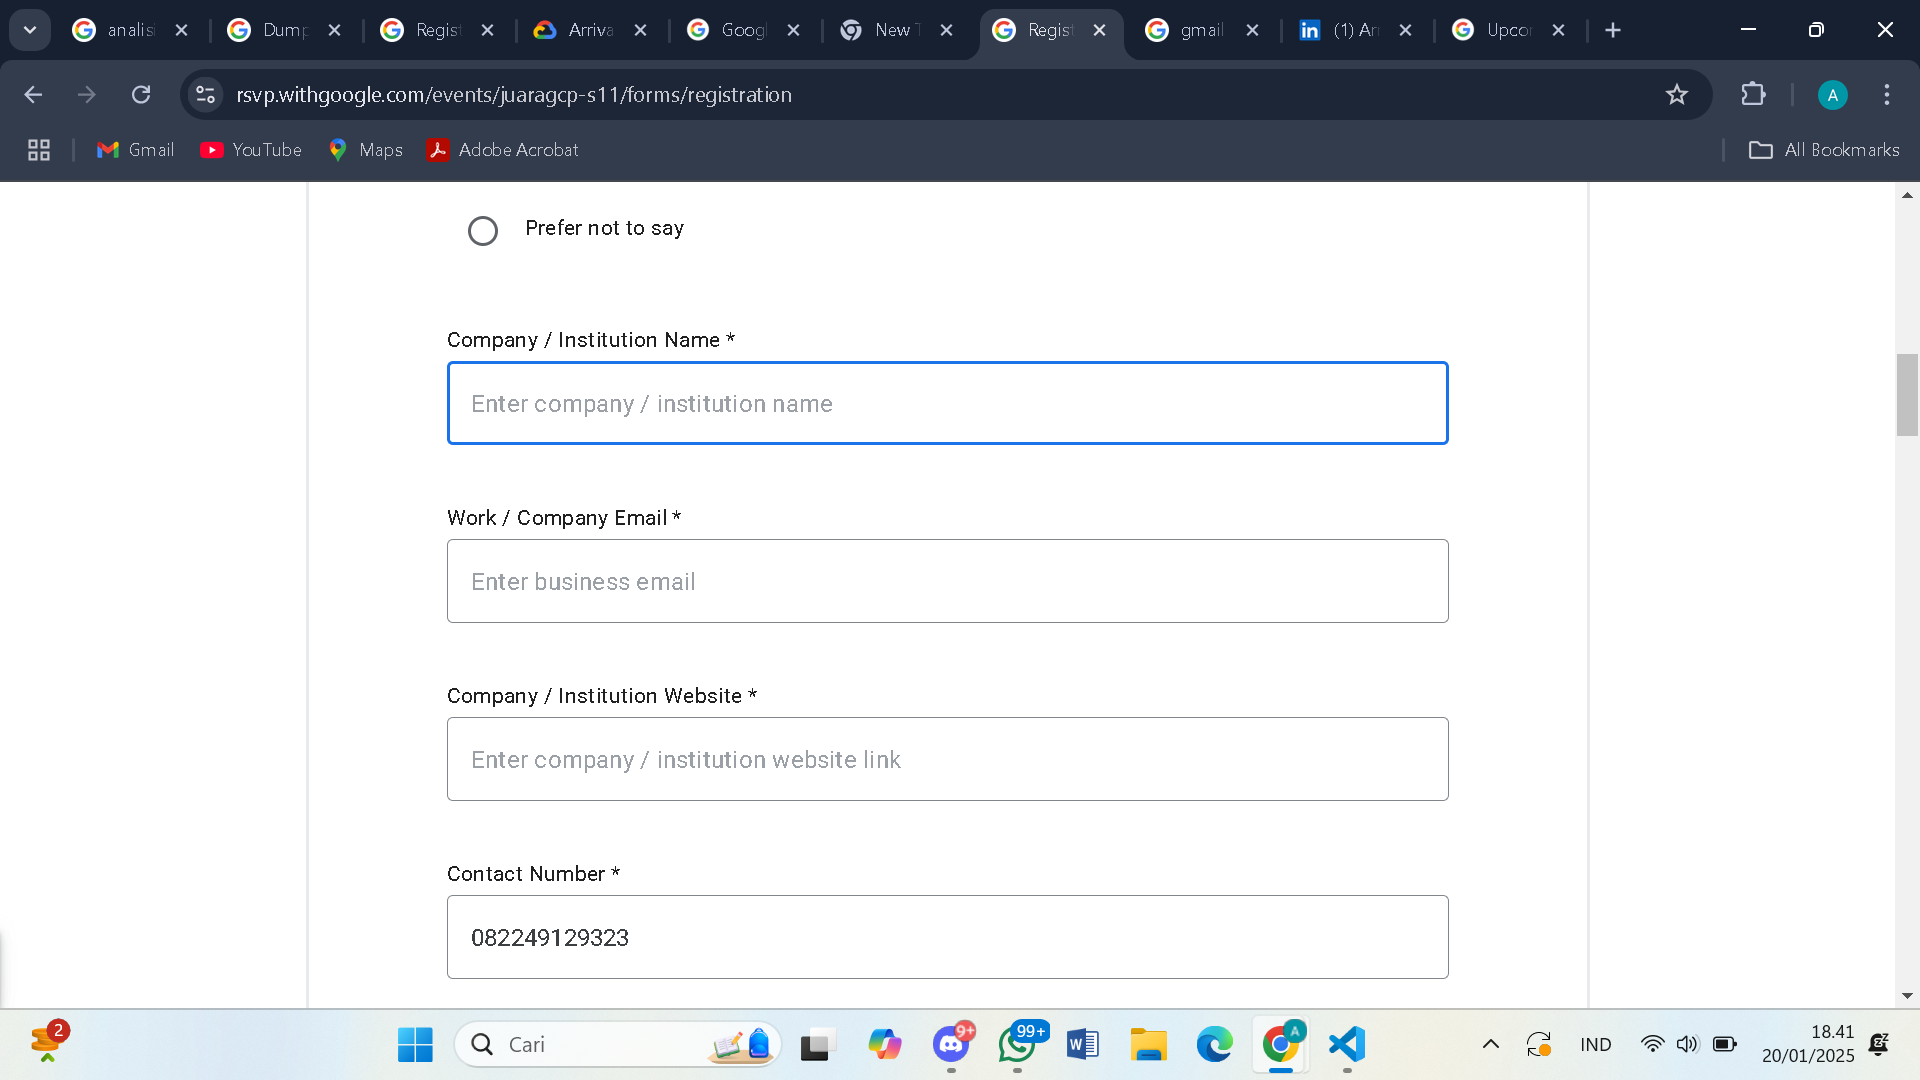 analis
Dump
Regist
Arriva
Googl
New T
Regist
gmail
(1) Arr
Upcor
rsvp.withgoogle.com/events/juaragcp-s11/forms/registration
A
Gmail
YouTube
Maps
Adobe Acrobat
All Bookmarks
Prefer not to say
Company / Institution Name *
Enter company / institution name
Work / Company Email *
Enter business email
Company / Institution Website *
Enter company / institution website link
Contact Number *
082249129323
2
Cari
9+
99+
A
IND
18.41
20/01/2025